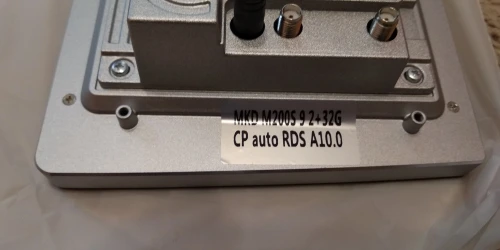 MKD M200S 9 2+32G
CP auto RDS A10.0